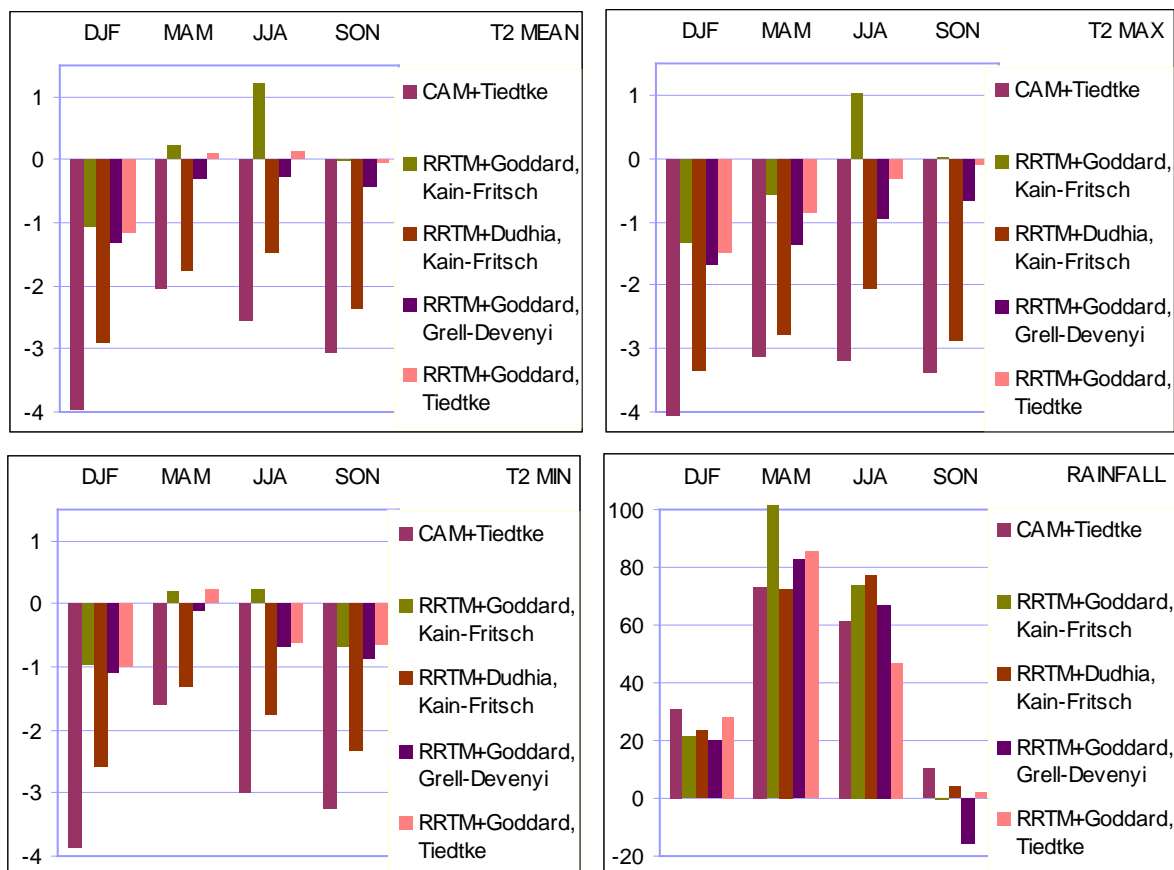 DJF MAM JJA SON T2 MEAN
1
0
-1
-2
-3
-4
CAM+Tiedtke
RRTM+Goddard,
Kain-Fritsch
RRTM+Dudhia,
Kain-Fritsch
RRTM+Goddard,
Grell-Devenyi
RRTM+Goddard,
Tiedtke
DJF MAM JJA SON T2 MAX
1
0
-1
-2
-3
-4
CAM+Tiedtke
RRTM+Goddard,
Kain-Fritsch
RRTM+Dudhia,
Kain-Fritsch
RRTM+Goddard,
Grell-Devenyi
RRTM+Goddard,
Tiedtke
DJF MAM JJA SON T2 MIN
1
0
-1
-2
-3
-4
CAM+Tiedtke
RRTM+Goddard,
Kain-Fritsch
RRTM+Dudhia,
Kain-Fritsch
RRTM+Goddard,
Grell-Devenyi
RRTM+Goddard,
Tiedtke
DJF MAM JJA SON RAINFALL
100
80
60
40
20
0
-20
CAM+Tiedtke
RRTM+Goddard,
Kain-Fritsch
RRTM+Dudhia,
Kain-Fritsch
RRTM+Goddard,
Grell-Devenyi
RRTM+Goddard,
Tiedtke